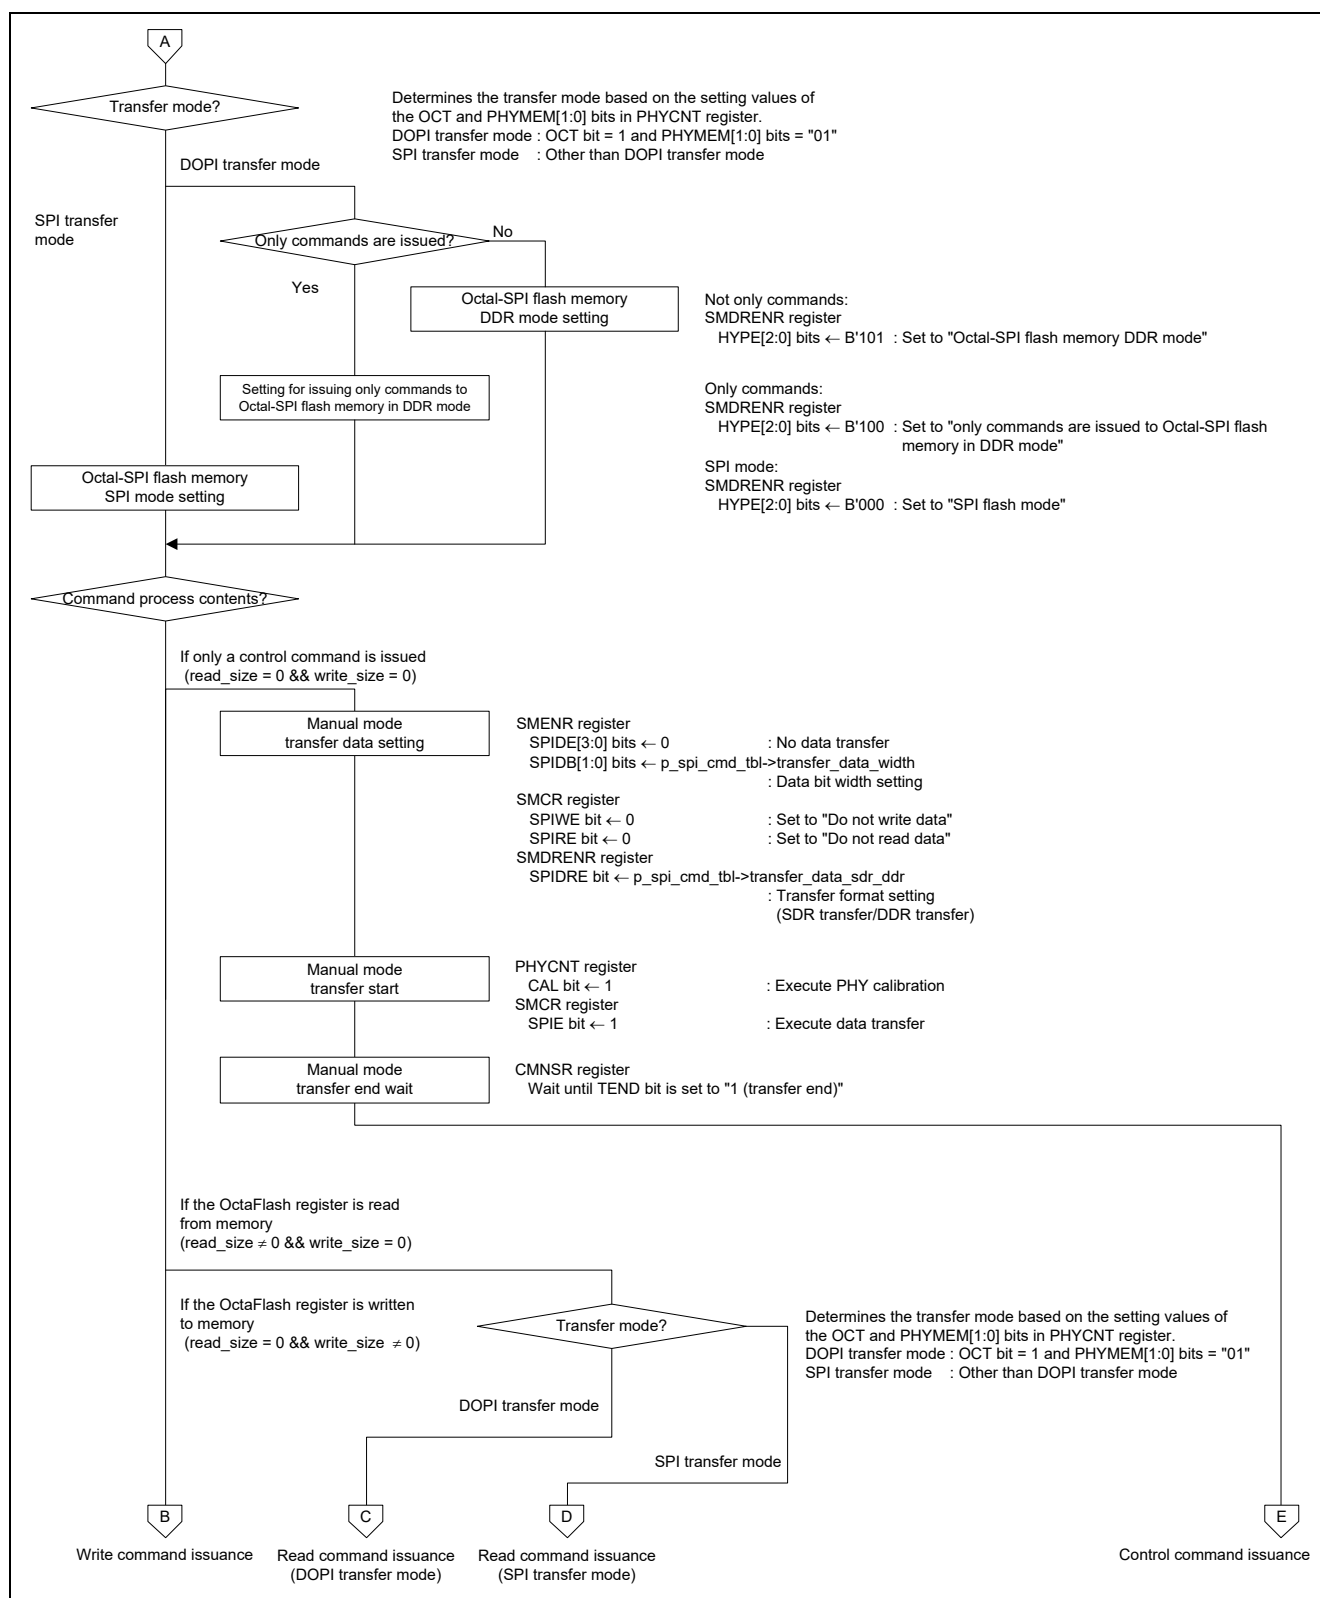 A
Transfer mode?
Determines the transfer mode based on the setting values of
the OCT and PHYMEM[1:0] bits in PHYCNT register.
DOPI transfer mode : OCT bit = 1 and PHYMEM[1:0] bits = "01"
SPI transfer mode : Other than DOPI transfer mode
DOPI transfer mode
SPI transfer
mode
Only commands are issued?
No
Yes
Octal-SPI flash memory
DDR mode setting
Not only commands:
SMDRENR register
HYPE[2:0] bits ← B'101 : Set to "Octal-SPI flash memory DDR mode"
Setting for issuing only commands to
Octal-SPI flash memory in DDR mode
Only commands:
SMDRENR register
HYPE[2:0] bits ← B'100 : Set to "only commands are issued to Octal-SPI flash
memory in DDR mode"
Octal-SPI flash memory
SPI mode setting
SPI mode:
SMDRENR register
HYPE[2:0] bits ← B'000 : Set to "SPI flash mode"
Command process contents?
If only a control command is issued
(read_size = 0 && write_size = 0)
Manual mode
transfer data setting
SMENR register
SPIDE[3:0] bits ← 0 : No data transfer
SPIDB[1:0] bits ← p_spi_cmd_tbl->transfer_data_width
: Data bit width setting
SMCR register
SPIWE bit ← 0 : Set to "Do not write data"
SPIRE bit ← 0 : Set to "Do not read data"
SMDRENR register
SPIDRE bit ← p_spi_cmd_tbl->transfer_data_sdr_ddr
: Transfer format setting
(SDR transfer/DDR transfer)
Manual mode
transfer start
PHYCNT register
CAL bit ← 1 : Execute PHY calibration
SMCR register
SPIE bit ← 1 : Execute data transfer
Manual mode
transfer end wait
CMNSR register
Wait until TEND bit is set to "1 (transfer end)"
If the OctaFlash register is read
from memory
(read_size ≠ 0 && write_size = 0)
If the OctaFlash register is written
to memory
(read_size = 0 && write_size ≠ 0)
Transfer mode?
Determines the transfer mode based on the setting values of
the OCT and PHYMEM[1:0] bits in PHYCNT register.
DOPI transfer mode : OCT bit = 1 and PHYMEM[1:0] bits = "01"
SPI transfer mode : Other than DOPI transfer mode
DOPI transfer mode
SPI transfer mode
B
C
D
E
Write command issuance
Read command issuance
(DOPI transfer mode)
Read command issuance
(SPI transfer mode)
Control command issuance